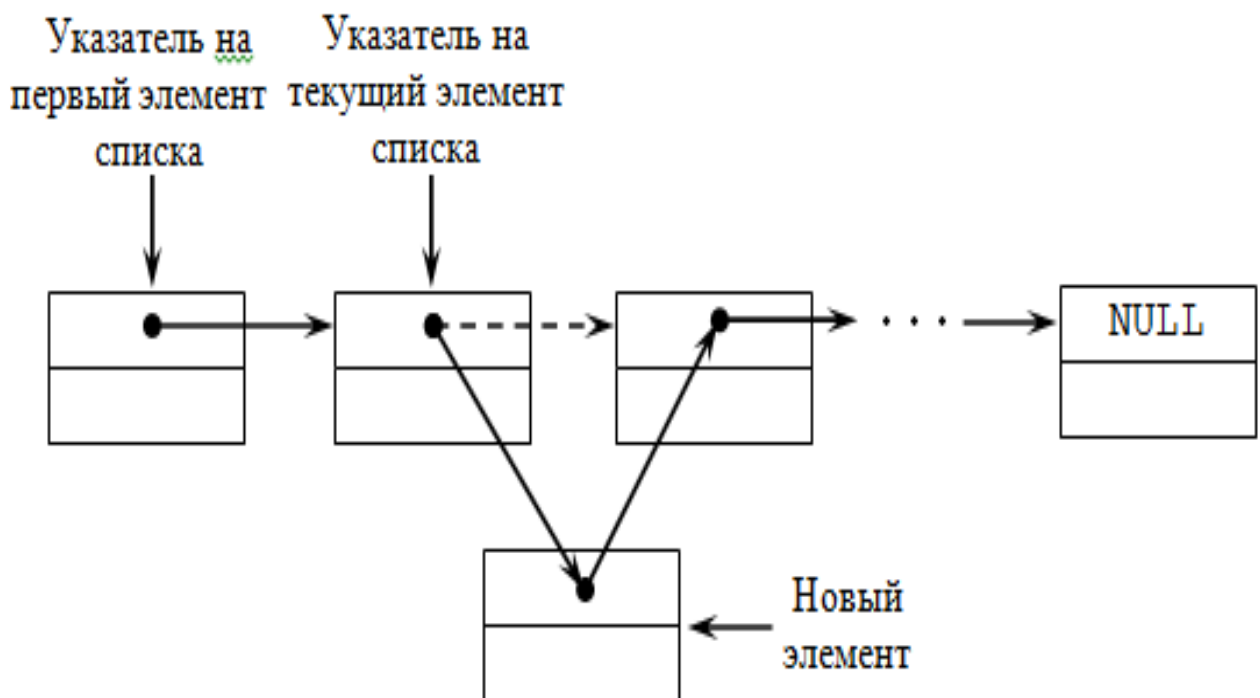 Указатель на
первый элемент
списка
Указатель на
текущий элемент
списка
NULL
Новый
элемент